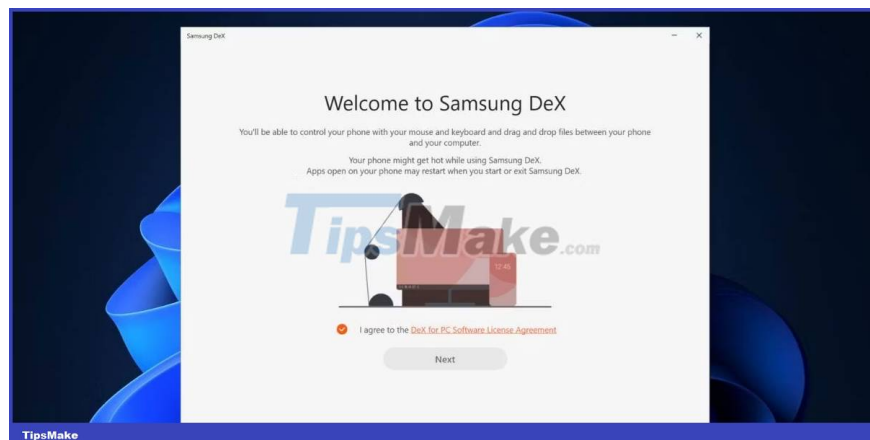 Samsung DeX
Welcome to Samsung DeX
You'll be able to control your phone with your mouse and keyboard and drag and drop files between your phone
and your computer.
Your phone might get hot while using Samsung DeX.
Apps open on your phone may restart when you start or exit Samsung DeX.
TipsMake.com
12:45
I agree to the DeX for PC Software License Agreement
Next
TipsMake